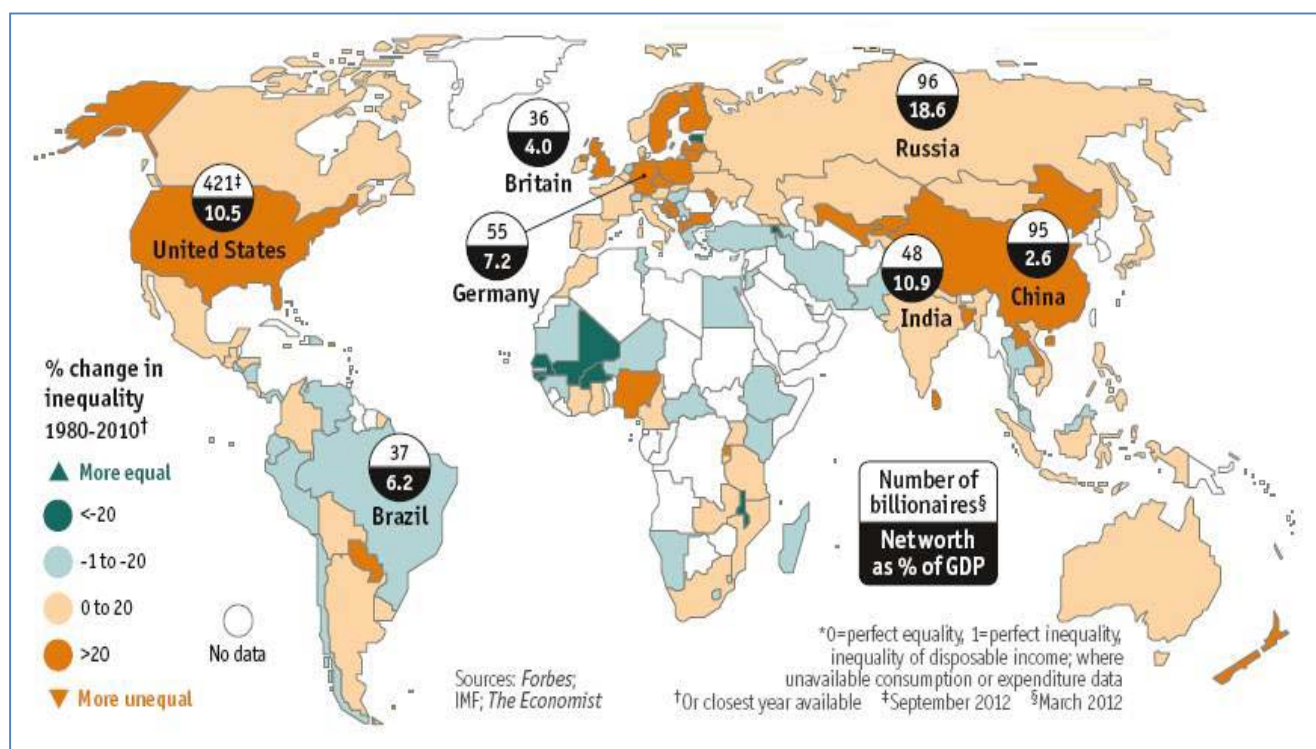 96
18.6
Russia
36
4.0
Britain
421‡
10.5
United States
55
7.2
Germany
48
10.9
India
95
2.6
China
37
6.2
Brazil
% change in
inequality
1980-2010†
More equal
<-20
-1 to -20
0 to 20
>20
More unequal
No data
Number of
billionaires§
Net worth
as % of GDP
Sources: Forbes;
IMF; The Economist
*0=perfect equality, 1=perfect inequality,
inequality of disposable income; where
unavailable consumption or expenditure data
†Or closest year available ‡September 2012 §March 2012